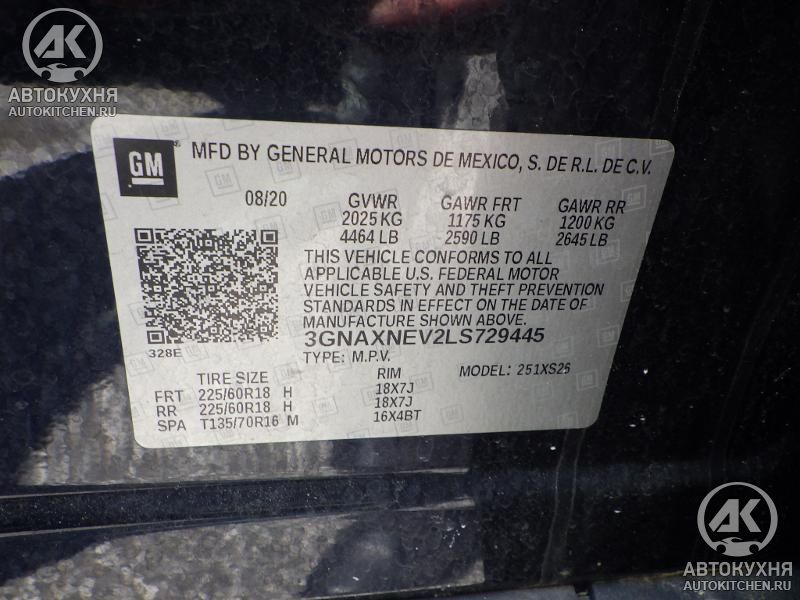 AK
АВТОКУХНЯ
AUTOKITCHEN.RU
GM® MFD BY GENERAL MOTORS DE MEXICO, S. DE R.L. DE C.V.
08/20 GVWR GAWR FRT GAWR RR
2025 KG 1175 KG 1200 KG
4464 LB 2590 LB 2645 LB
THIS VEHICLE CONFORMS TO ALL
APPLICABLE U.S. FEDERAL MOTOR
VEHICLE SAFETY AND THEFT PREVENTION
STANDARDS IN EFFECT ON THE DATE OF
MANUFACTURE SHOWN ABOVE.
328E 3GNAXNEV2LS729445
TYPE: M.P.V. MODEL: 251XS26
TIRE SIZE RIM
FRT 225/60R18 H 18X7J
RR 225/60R18 H 18X7J
SPA T135/70R16 M 16X4BT
AK
АВТОКУХНЯ
AUTOKITCHEN.RU